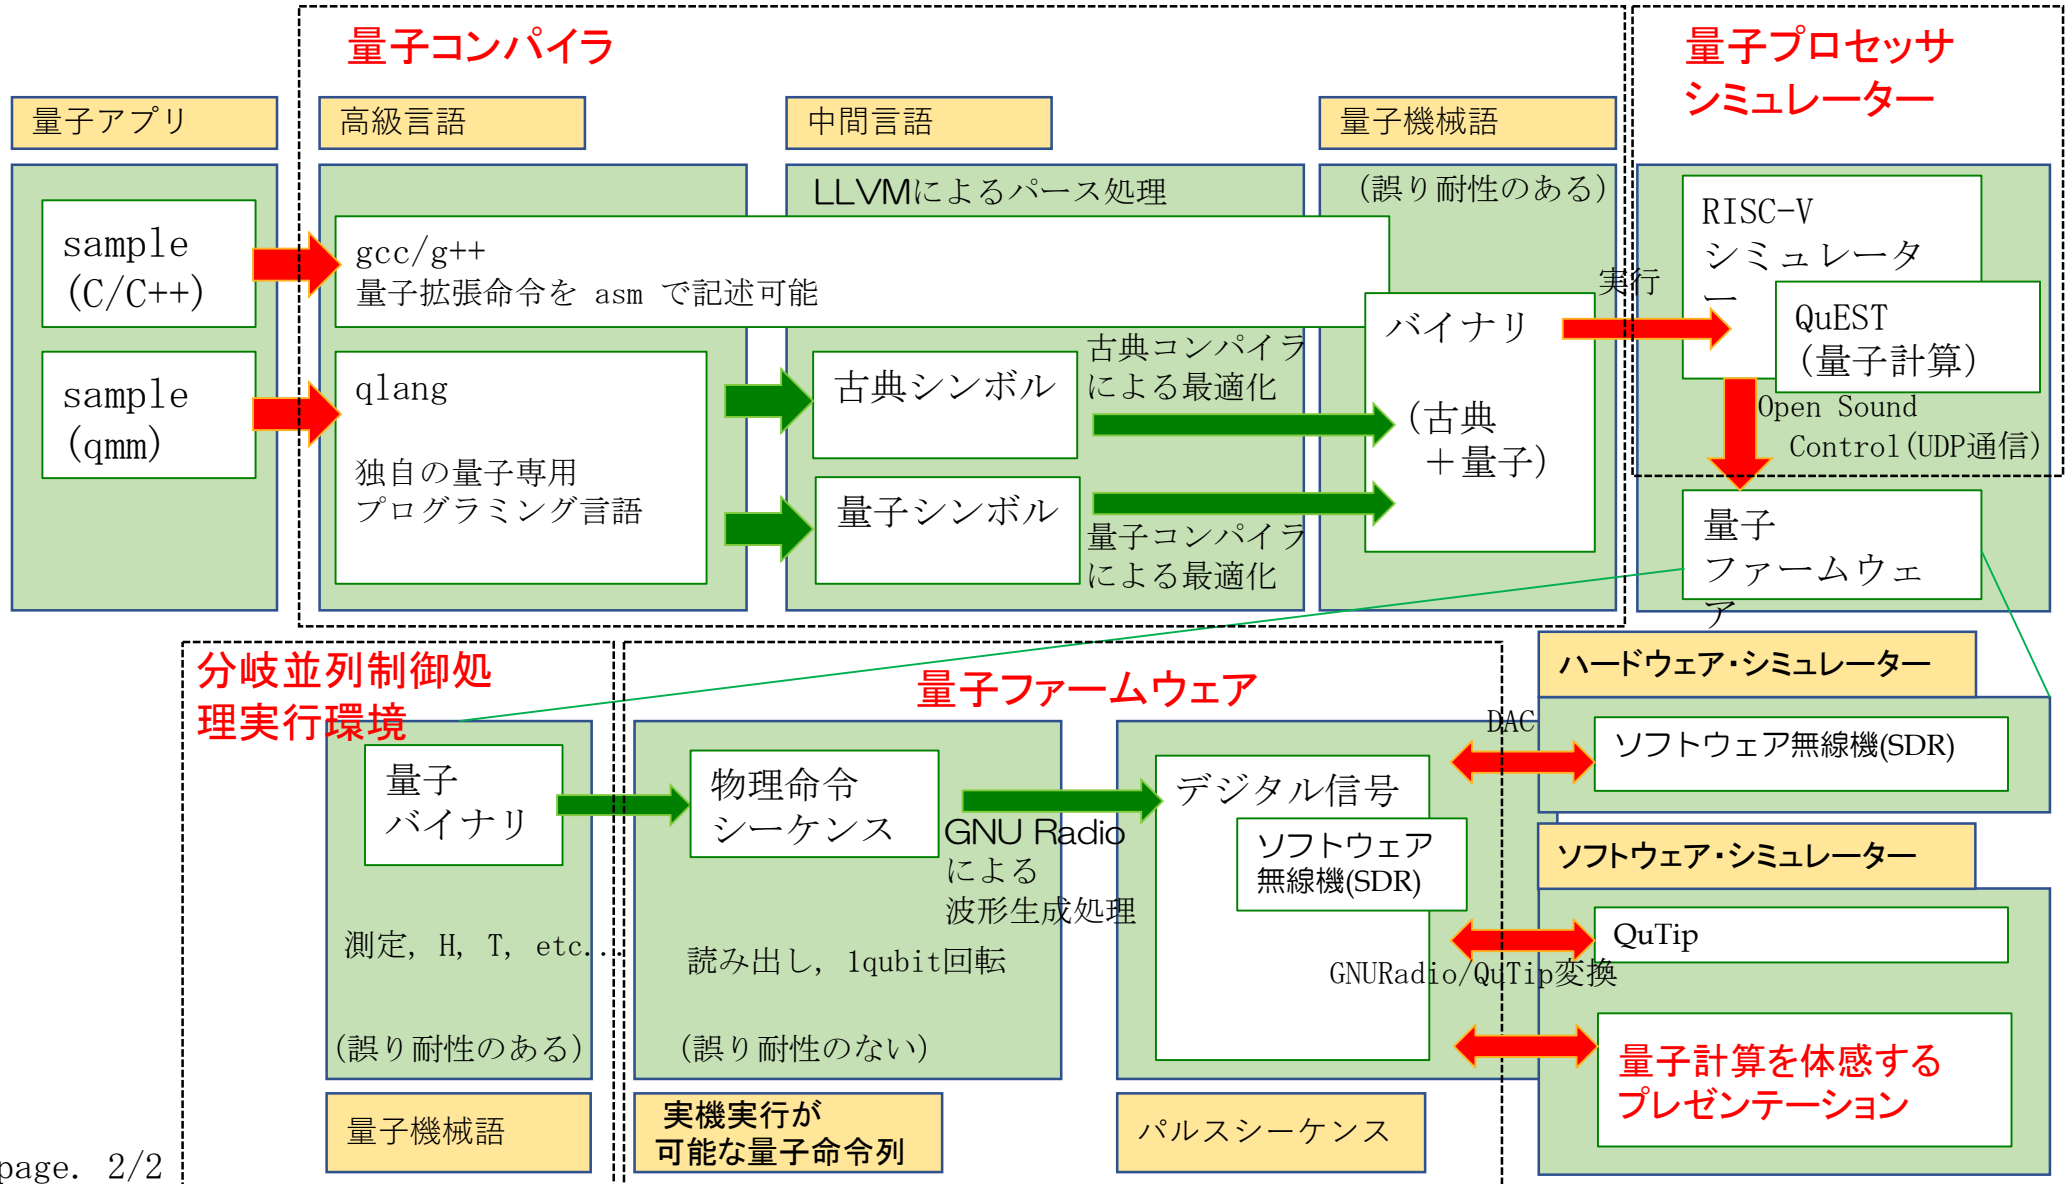 量子コンパイラ
量子プロセッサ
シミュレーター
量子アプリ
高級言語
中間言語
量子機械語
sample
(C/C++)
sample
(qmm)
gcc/g++
量子拡張命令を asm で記述可能
qlang
独自の量子専用
プログラミング言語
LLVMによるパース処理
古典シンボル
量子シンボル
古典コンパイラ
による最適化
量子コンパイラ
による最適化
(誤り耐性のある)
バイナリ
(古典
＋量子)
実行
RISC-V
シミュレータ
ー
QuEST
(量子計算)
Open Sound
Control(UDP通信)
量子
ファームウェ
ア
分岐並列制御処
理実行環境
量子ファームウェア
量子
バイナリ
測定, H, T, etc...
(誤り耐性のある)
量子機械語
物理命令
シーケンス
読み出し, 1qubit回転
(誤り耐性のない)
実機実行が
可能な量子命令列
GNU Radio
による
波形生成処理
デジタル信号
ソフトウェア
無線機(SDR)
パルスシーケンス
DAC
GNURadio/QuTip変換
ハードウェア・シミュレーター
ソフトウェア無線機(SDR)
ソフトウェア・シミュレーター
QuTip
量子計算を体感する
プレゼンテーション
page. 2/2